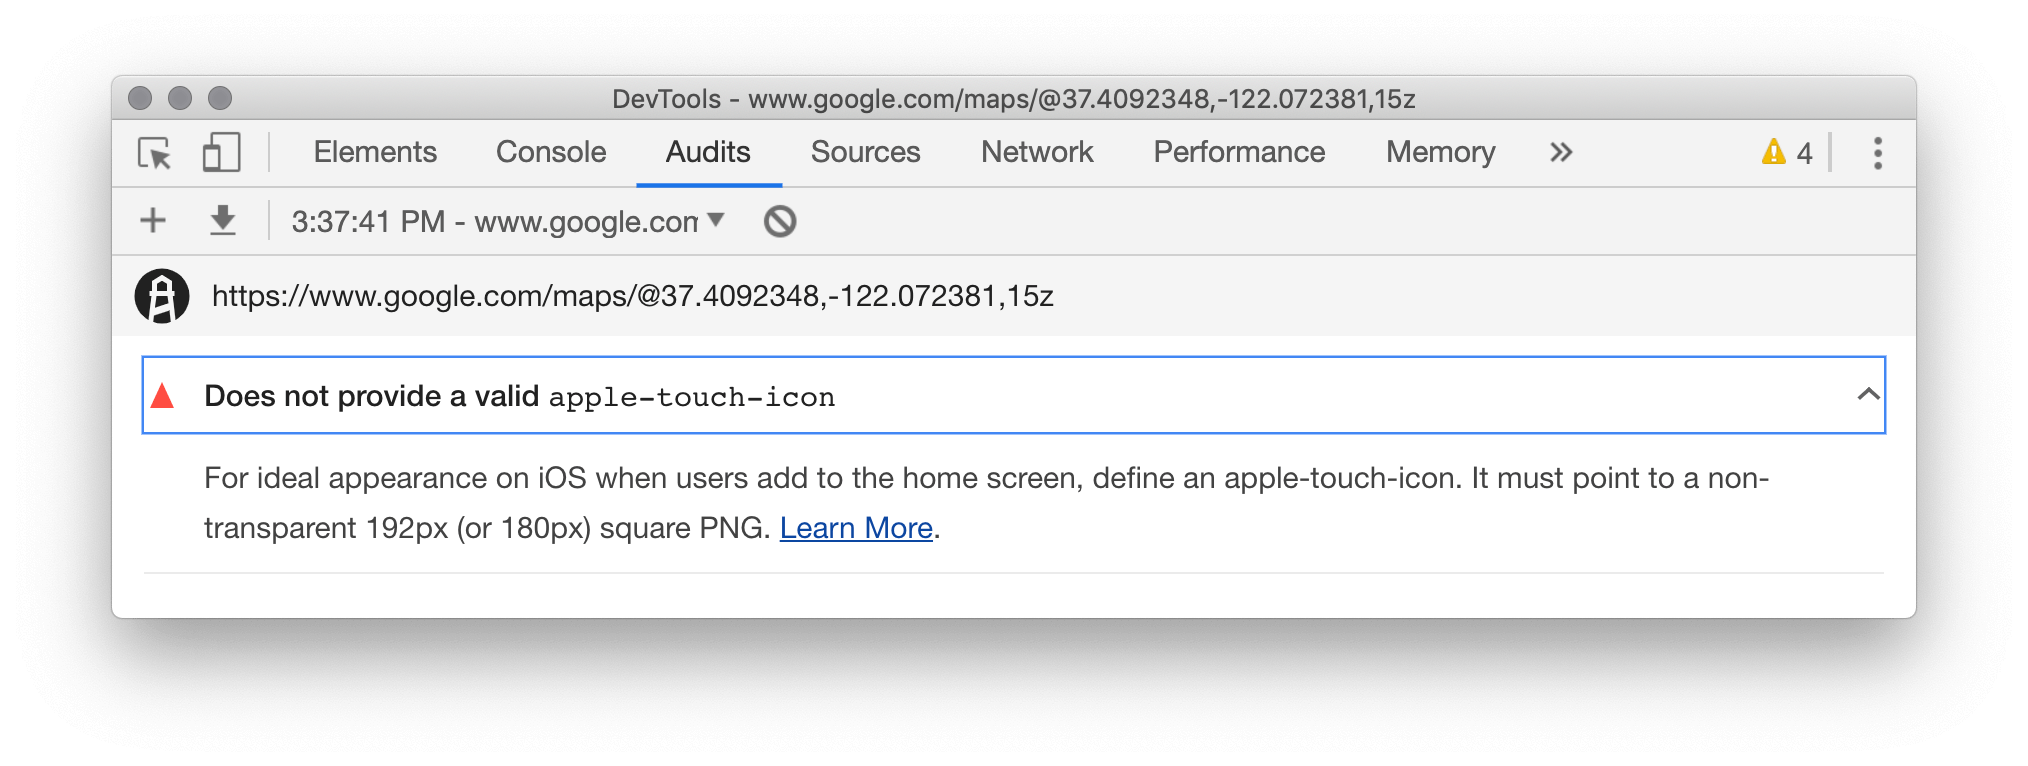 DevTools - www.google.com/maps/@37.4092348,-122.072381,15z
Elements Console Audits Sources Network Performance Memory » 4
3:37:41 PM - www.google.com
https://www.google.com/maps/@37.4092348,-122.072381,15z
Does not provide a valid apple-touch-icon
For ideal appearance on iOS when users add to the home screen, define an apple-touch-icon. It must point to a non-
transparent 192px (or 180px) square PNG. Learn More.